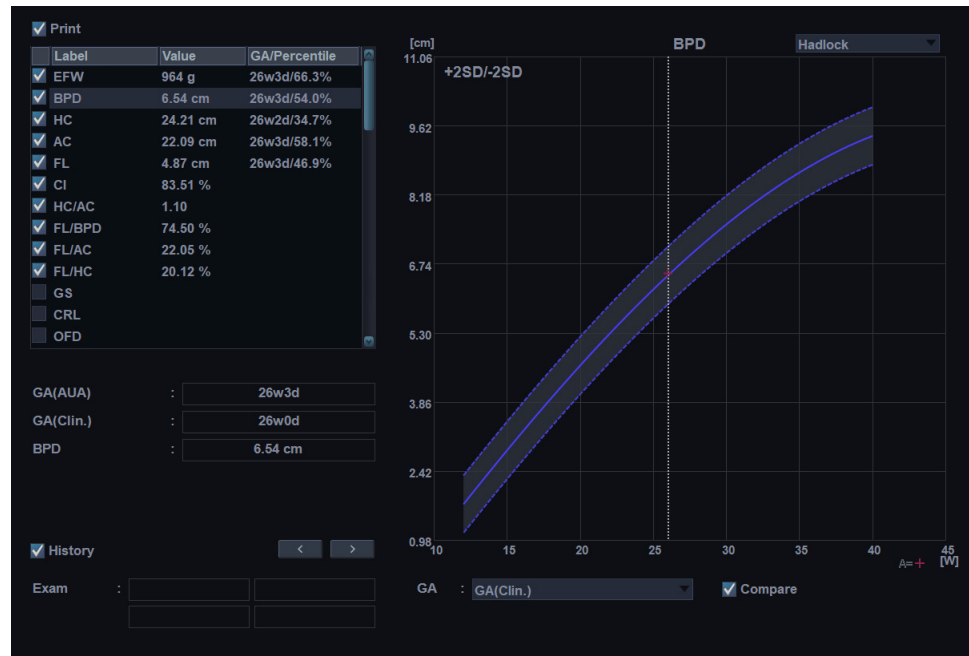 Print
Label Value GA/Percentile
EFW 964 g 26w3d/66.3%
BPD 6.54 cm 26w3d/54.0%
HC 24.21 cm 26w2d/34.7%
AC 22.09 cm 26w3d/58.1%
FL 4.87 cm 26w3d/46.9%
CI 83.51 %
HC/AC 1.10
FL/BPD 74.50 %
FL/AC 22.05 %
FL/HC 20.12 %
GS
CRL
OFD
GA(AUA) : 26w3d
GA(Clin.) : 26w0d
BPD : 6.54 cm
History < >
Exam :
[cm] BPD Hadlock
+2SD/-2SD
11.06
9.62
8.18
6.74
5.30
3.86
2.42
0.98
10 15 20 25 30 35 40 45
A=+ [W]
GA : GA(Clin.) Compare